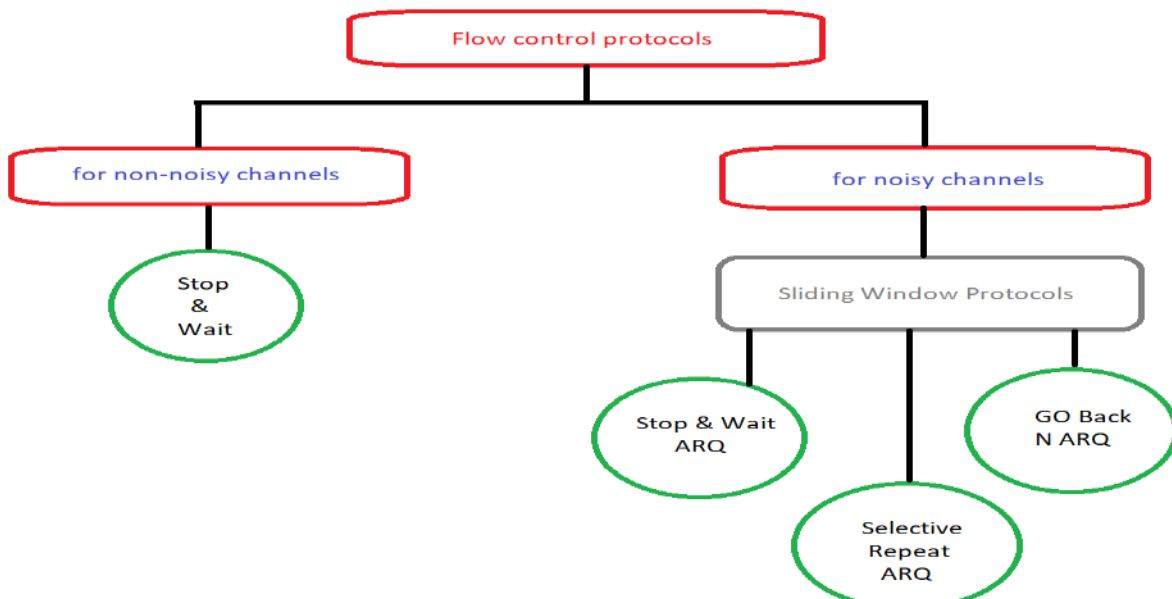 Flow control protocols
for non-noisy channels
for noisy channels
Stop
&
Wait
Sliding Window Protocols
Stop & Wait
ARQ
GO Back
N ARQ
Selective
Repeat
ARQ